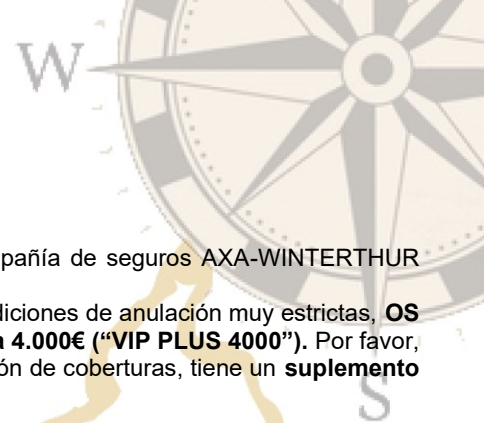 W
pañía de seguros AXA-WINTERTHUR
diciones de anulación muy estrictas, OS
a 4.000€ (“VIP PLUS 4000”). Por favor,
ón de coberturas, tiene un suplemento
S